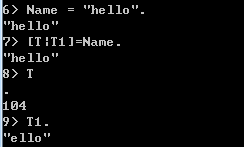 6> Name = "hello".
"hello"
7> [T|T1]=Name.
"hello"
8> T
.
104
9> T1.
"ello"